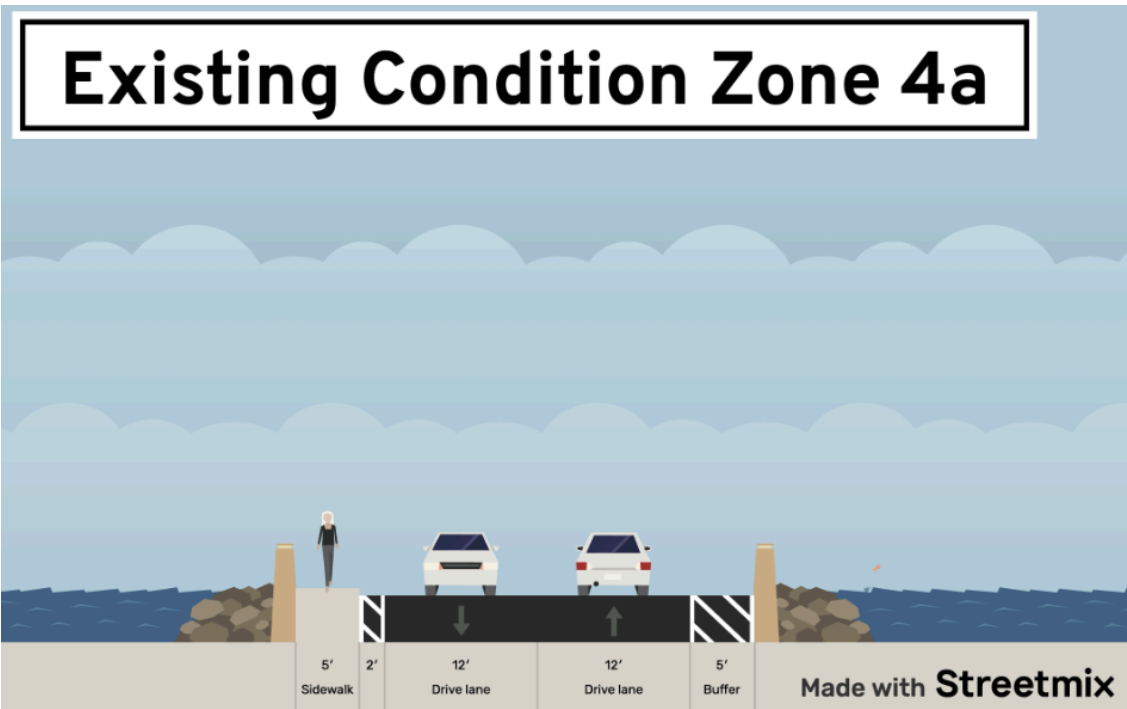 Existing Condition Zone 4a
5′ 2′ 12′ 12′ 5′
Sidewalk Drive lane Drive lane Buffer
Made with Streetmix